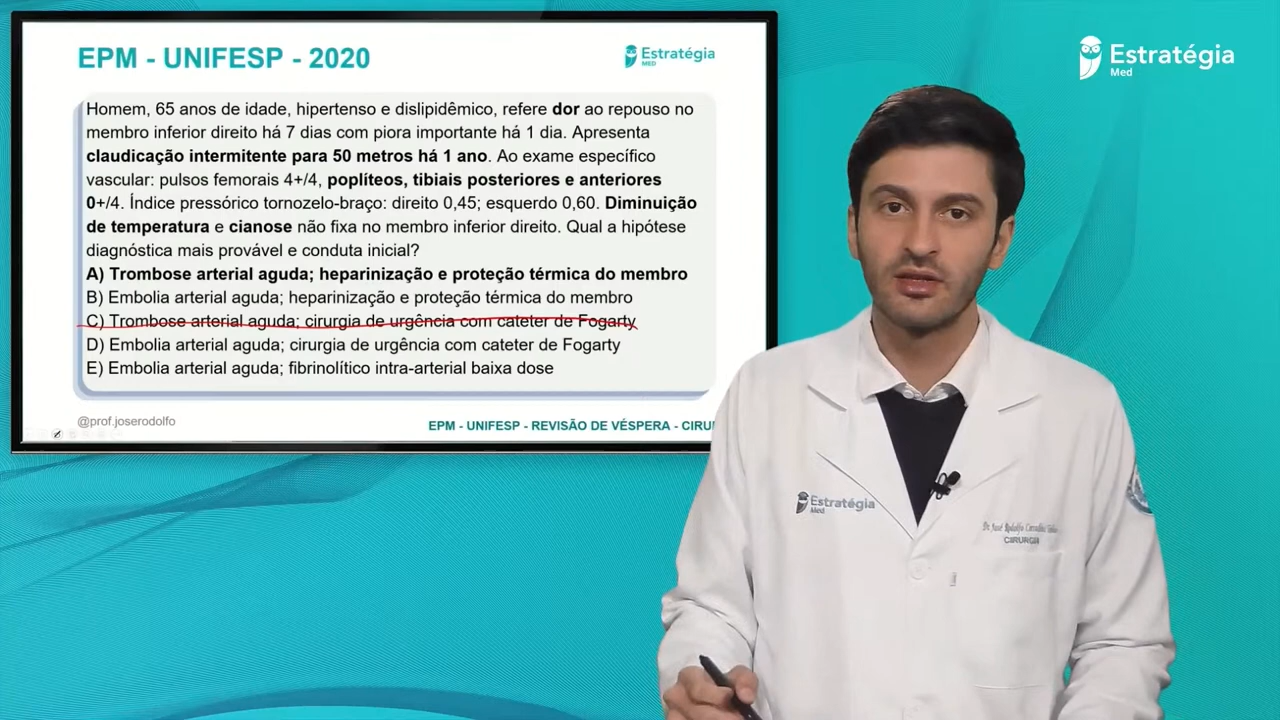 EPM - UNIFESP - 2020
Estratégia
MED
Homem, 65 anos de idade, hipertenso e dislipidêmico, refere dor ao repouso no
membro inferior direito há 7 dias com piora importante há 1 dia. Apresenta
claudicação intermitente para 50 metros há 1 ano. Ao exame específico
vascular: pulsos femorais 4+/4, poplíteos, tibiais posteriores e anteriores
0+/4. Índice pressórico tornozelo-braço: direito 0,45; esquerdo 0,60. Diminuição
de temperatura e cianose não fixa no membro inferior direito. Qual a hipótese
diagnóstica mais provável e conduta inicial?
A) Trombose arterial aguda; heparinização e proteção térmica do membro
B) Embolia arterial aguda; heparinização e proteção térmica do membro
C) Trombose arterial aguda; cirurgia de urgência com cateter de Fogarty
D) Embolia arterial aguda; cirurgia de urgência com cateter de Fogarty
E) Embolia arterial aguda; fibrinolítico intra-arterial baixa dose
@prof.joserodolfo
EPM - UNIFESP - REVISÃO DE VÉSPERA - CIRU
Estratégia
Med
Estratégia
Med
Dr. José Rodolfo Carvalho
CIRURGIA